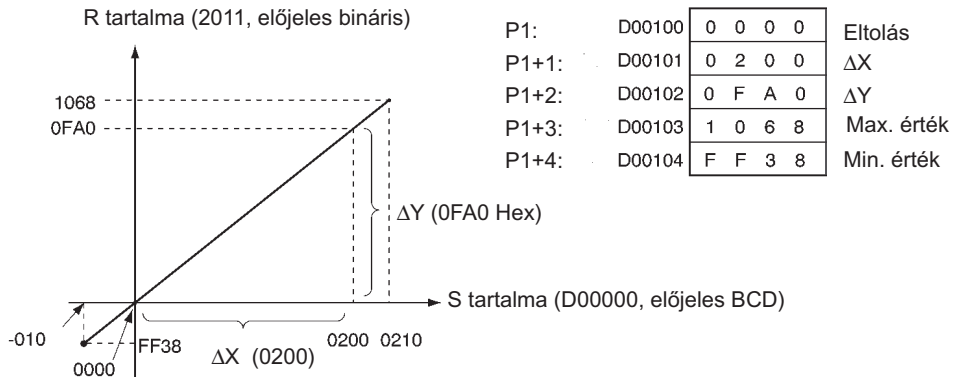 R tartalma (2011, előjeles bináris)
1068
0FA0
ΔY (0FA0 Hex)
S tartalma (D00000, előjeles BCD)
-010
0000
FF38
ΔX (0200)
0200 0210
P1: D00100 0 0 0 0 Eltolás
P1+1: D00101 0 2 0 0 ΔX
P1+2: D00102 0 F A 0 ΔY
P1+3: D00103 1 0 6 8 Max. érték
P1+4: D00104 F F 3 8 Min. érték